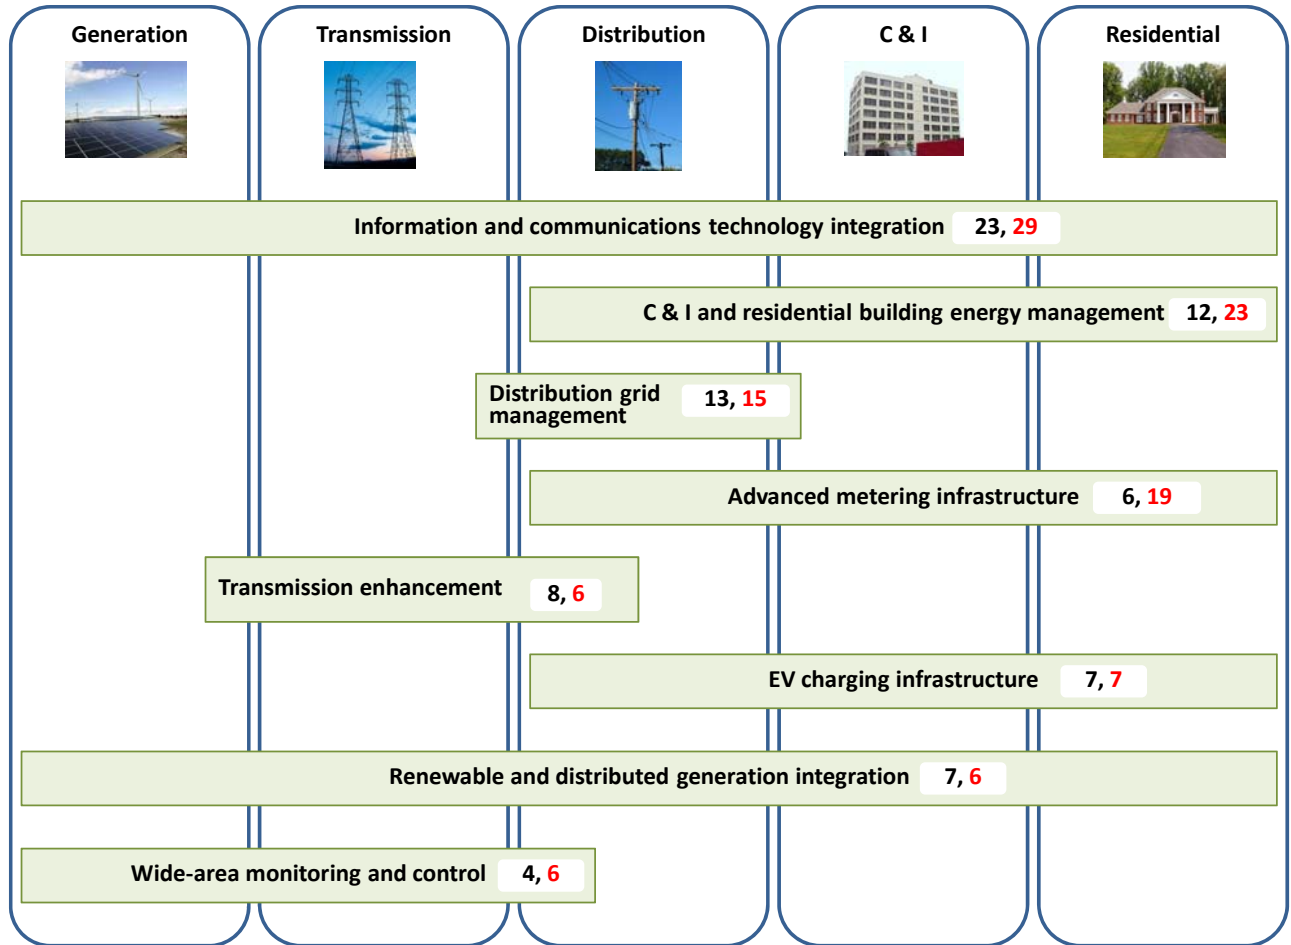 Generation
Transmission
Distribution
C & I
Residential
Information and communications technology integration 23, 29
C & I and residential building energy management 12, 23
Distribution grid
management 13, 15
Advanced metering infrastructure 6, 19
Transmission enhancement 8, 6
EV charging infrastructure 7, 7
Renewable and distributed generation integration 7, 6
Wide-area monitoring and control 4, 6